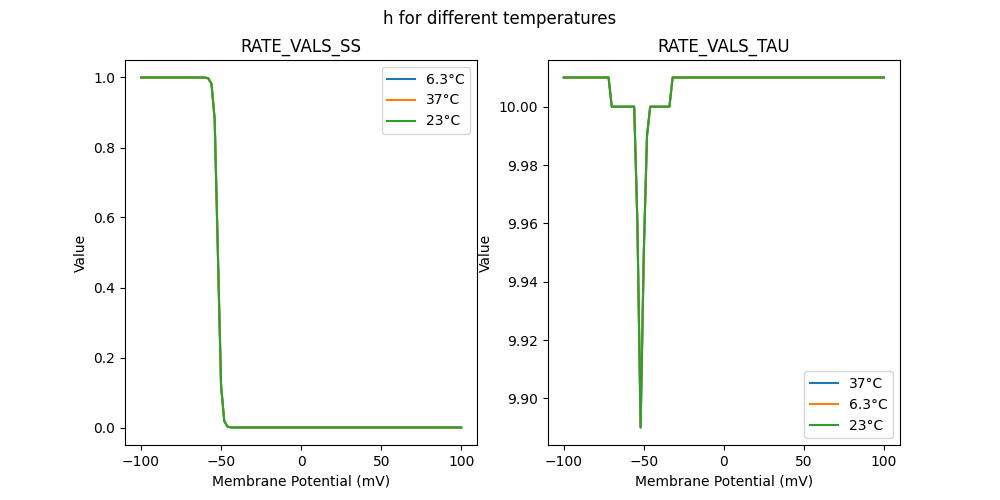 h for different temperatures
RATE_VALS_SS
1.0
0.8
0.6
0.4
0.2
0.0
Value
−100
−50
0
50
100
Membrane Potential (mV)
6.3°C
37°C
23°C
RATE_VALS_TAU
10.00
9.98
9.96
9.94
9.92
9.90
Value
−100
−50
0
50
100
Membrane Potential (mV)
37°C
6.3°C
23°C